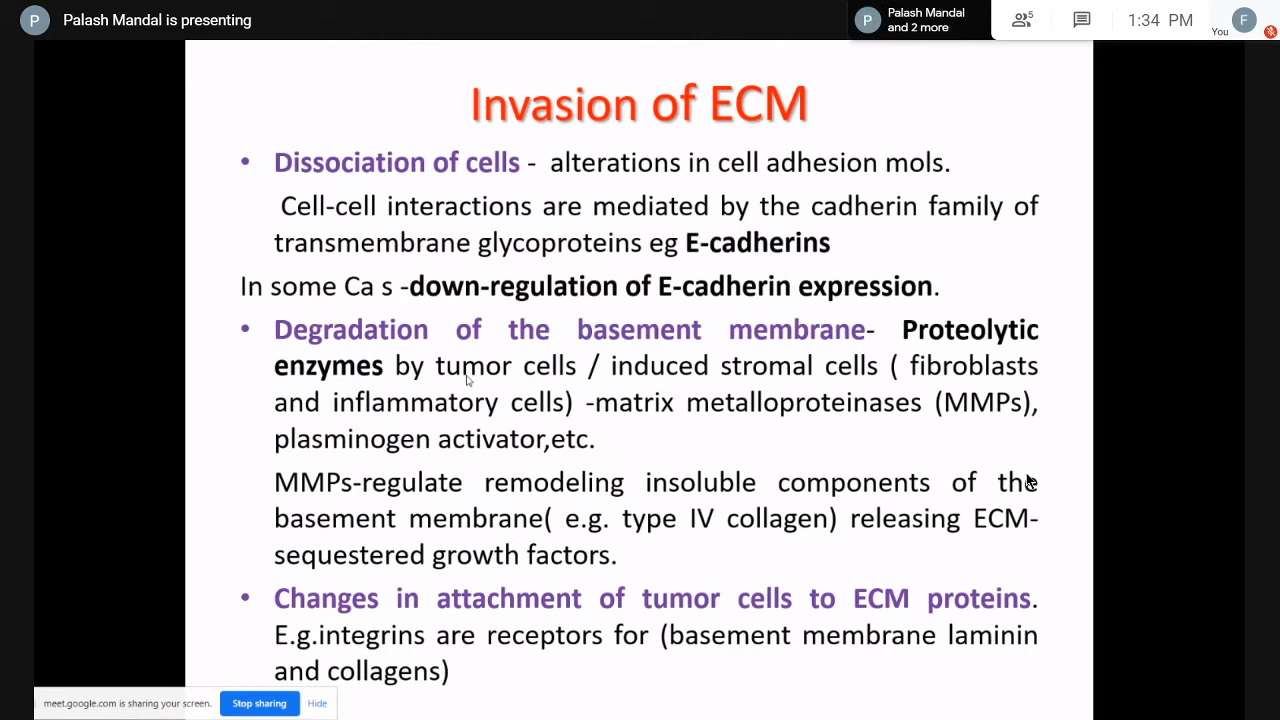 P Palash Mandal is presenting
P Palash Mandal
and 2 more
5
1:34 PM
You
F
Invasion of ECM
• Dissociation of cells - alterations in cell adhesion mols.
Cell-cell interactions are mediated by the cadherin family of
transmembrane glycoproteins eg E-cadherins
In some Ca s -down-regulation of E-cadherin expression.
• Degradation of the basement membrane- Proteolytic
enzymes by tumor cells / induced stromal cells ( fibroblasts
and inflammatory cells) -matrix metalloproteinases (MMPs),
plasminogen activator,etc.
MMPs-regulate remodeling insoluble components of the
basement membrane( e.g. type IV collagen) releasing ECM-
sequestered growth factors.
• Changes in attachment of tumor cells to ECM proteins.
E.g.integrins are receptors for (basement membrane laminin
and collagens)
meet.google.com is sharing your screen. Stop sharing Hide